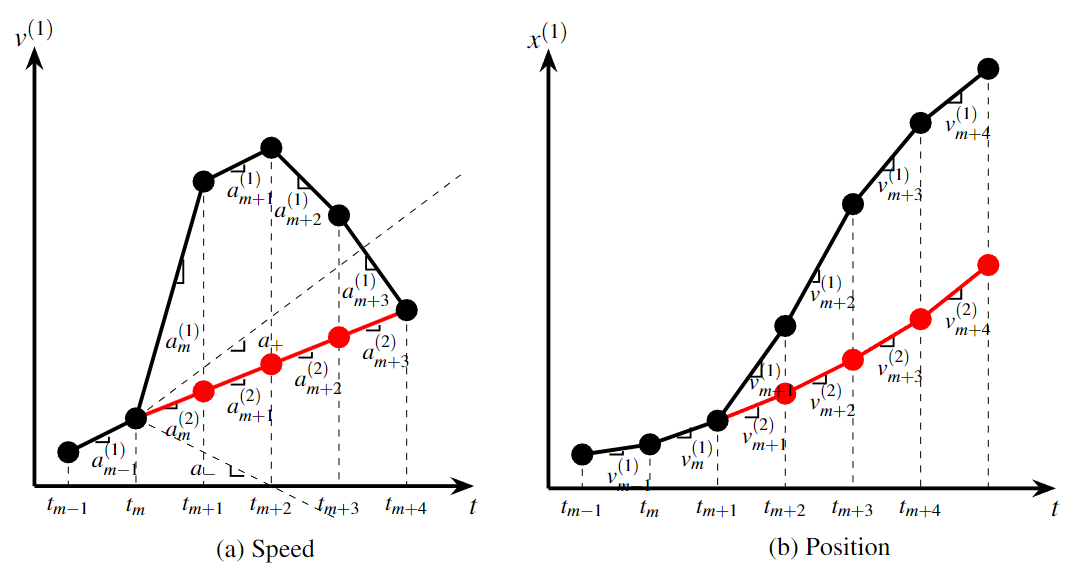 v^{(1)}
a_{m+1}^{(1)}
a_{m+2}^{(1)}
a_{m+3}^{(1)}
a_m^{(1)}
a_+
a_{m+3}^{(2)}
a_{m+2}^{(2)}
a_{m+1}^{(2)}
a_m^{(2)}
a_{m-1}^{(1)}
a_-
t_{m-1} t_m t_{m+1} t_{m+2} t_{m+3} t_{m+4} t
(a) Speed
x^{(1)}
v_{m+4}^{(1)}
v_{m+3}^{(1)}
v_{m+2}^{(1)}
v_{m+4}^{(2)}
v_{m+3}^{(2)}
v_{m+1}^{(1)}
v_{m+2}^{(2)}
v_{m+1}^{(2)}
v_m^{(1)}
v_{m-1}^{(1)}
t_{m-1} t_m t_{m+1} t_{m+2} t_{m+3} t_{m+4} t
(b) Position